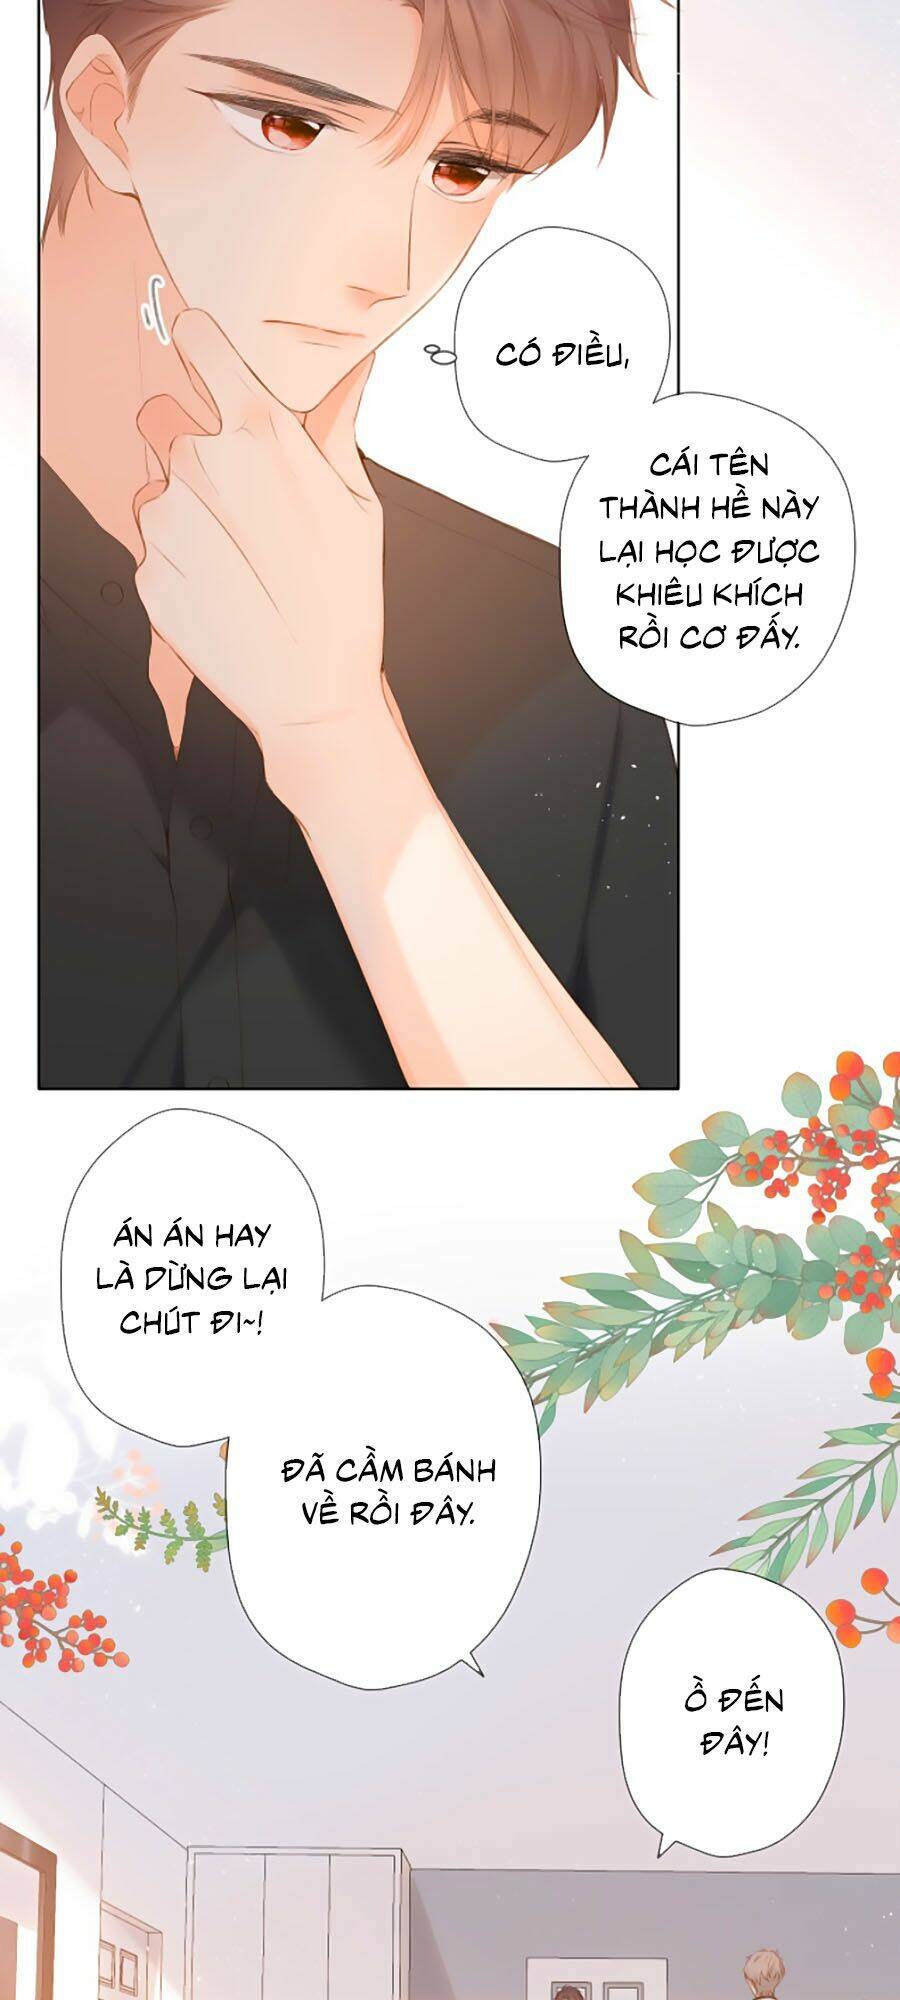 CÓ ĐIỀU,
CÁI TÊN
THÀNH HỀ NÀY
LẠI HỌC ĐƯỢC
KHIÊU KHÍCH
RỒI CƠ ĐẤY.
ÁN ÁN HAY
LÀ DỪNG LẠI
CHÚT ĐI~!
ĐÃ CẦM BÁNH
VỀ RỒI ĐÂY.
Ồ ĐẾN
ĐÂY!